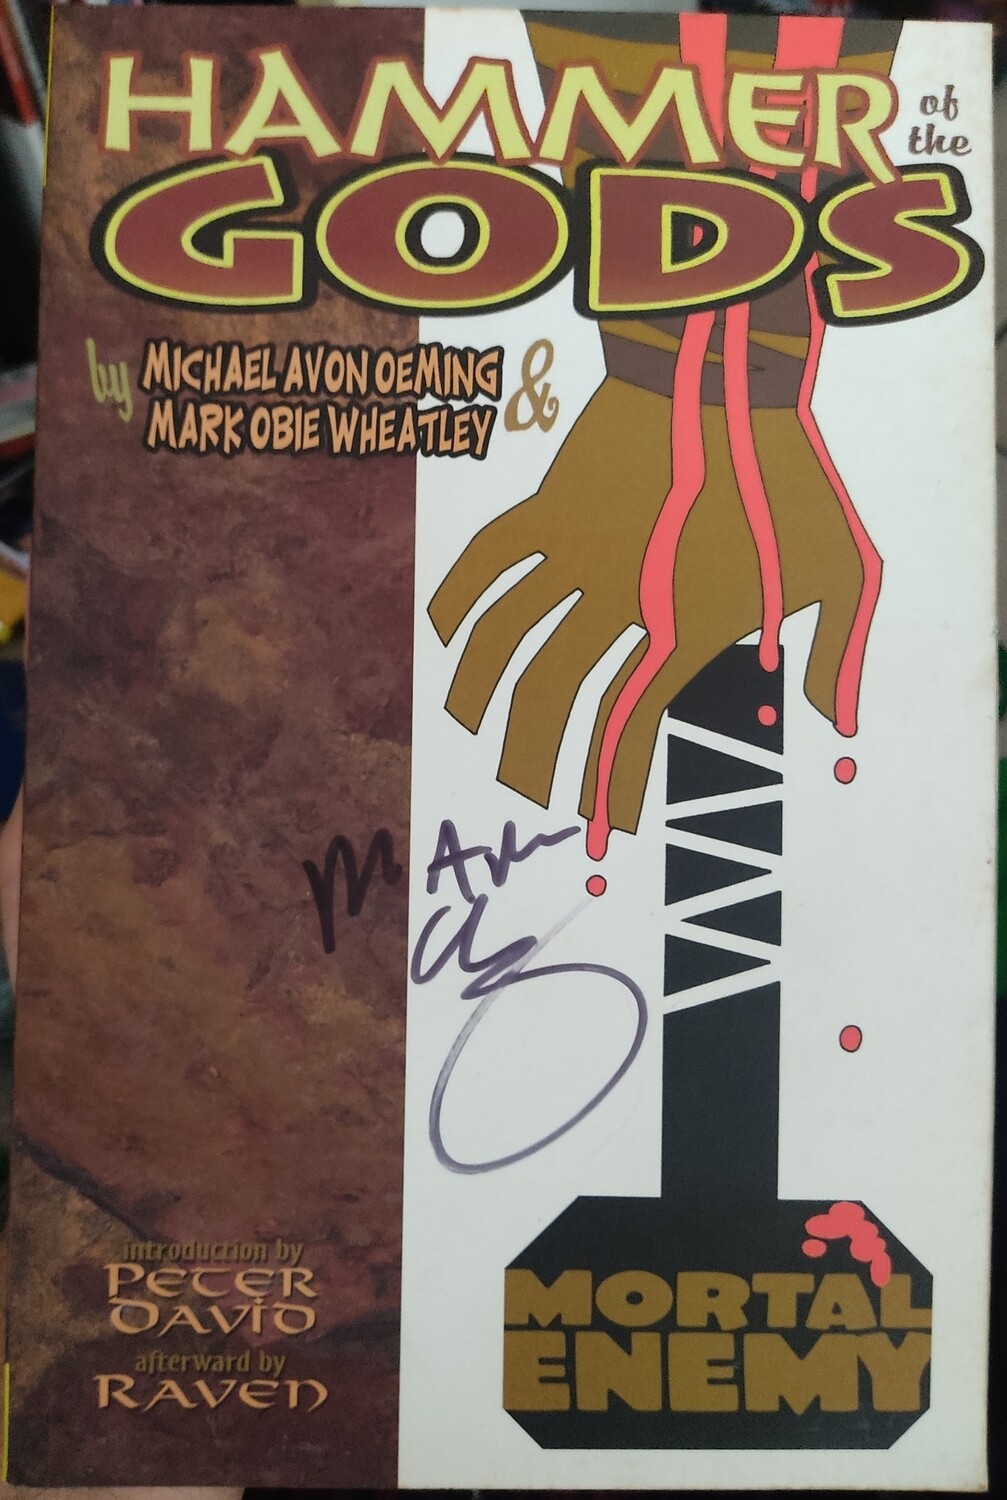 HAMMER
of
the
GODS
by MICHAEL AVON OEMING &
MARK OBIE WHEATLEY
M Avon
introduction by
PETER
DAVID
afterward by
RAVEN
MORTAL
ENEMY